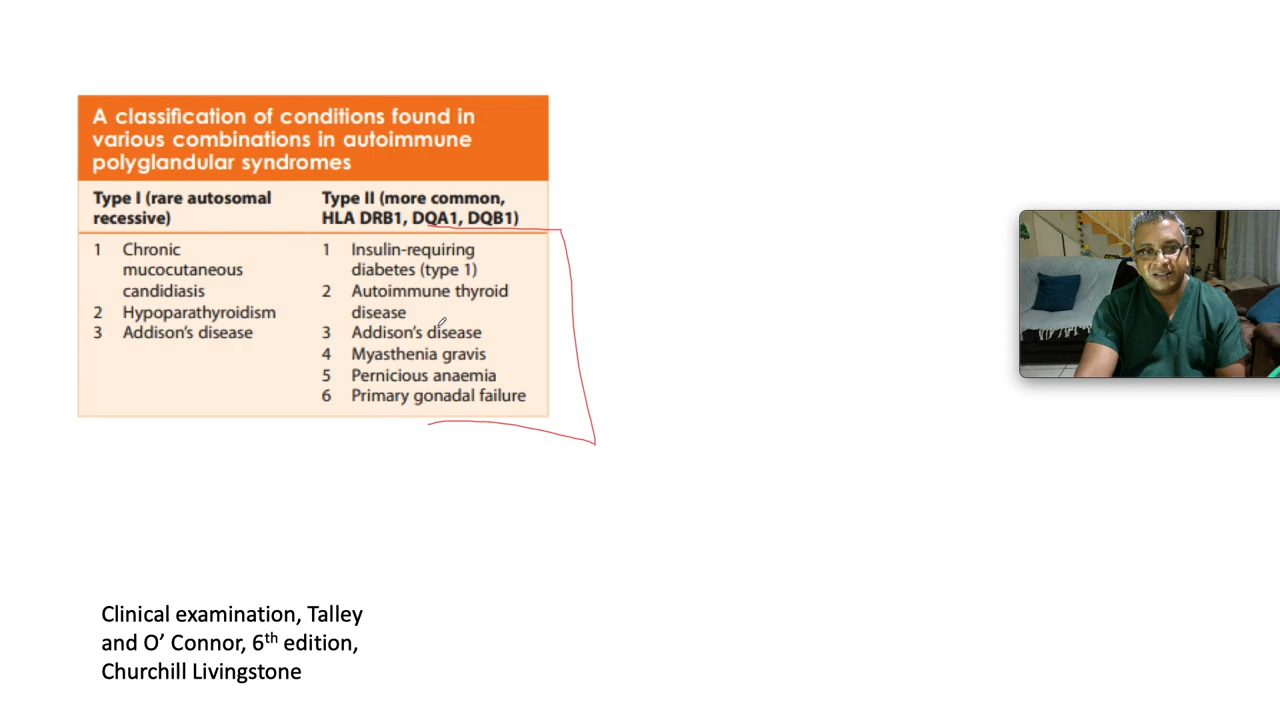 A classification of conditions found in
various combinations in autoimmune
polyglandular syndromes
Type I (rare autosomal
recessive)
1 Chronic
mucocutaneous
candidiasis
2 Hypoparathyroidism
3 Addison's disease
Type II (more common,
HLA DRB1, DQA1, DQB1)
1 Insulin-requiring
diabetes (type 1)
2 Autoimmune thyroid
disease
3 Addison's disease
4 Myasthenia gravis
5 Pernicious anaemia
6 Primary gonadal failure
Clinical examination, Talley
and O’ Connor, 6th edition,
Churchill Livingstone